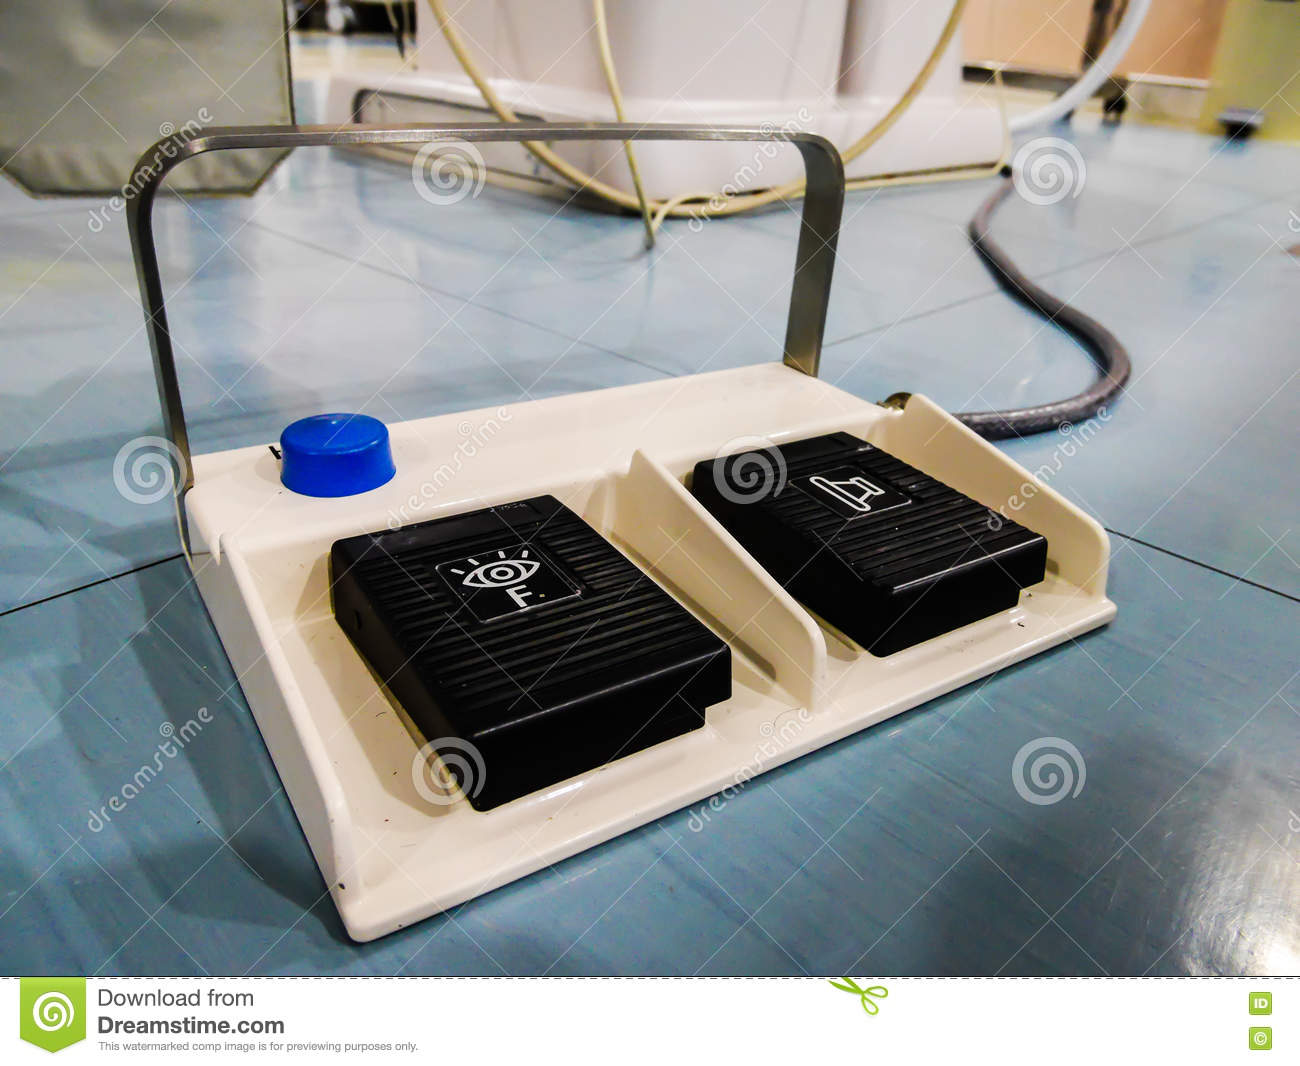 dreamstime
dreamstime
dreamstime
dreamstime
dreamstime
dreamstime
F
Download from
Dreamstime.com
This watermarked comp image is for previewing purposes only.
ID
©